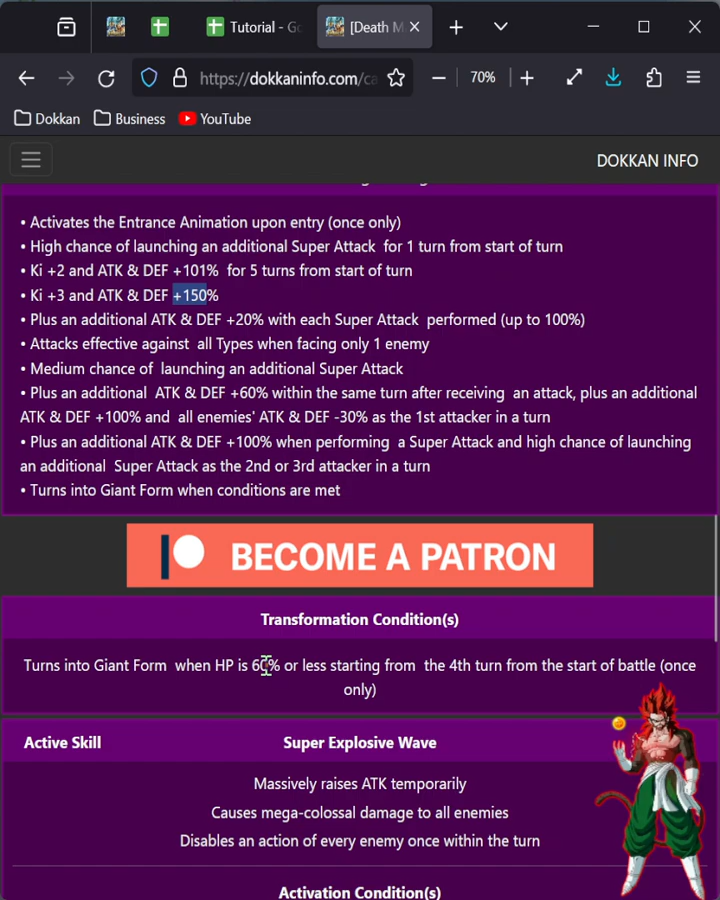 Tutorial - Go
[Death M
https://dokkaninfo.com/ca
70%
Dokkan
Business
YouTube
DOKKAN INFO
• Activates the Entrance Animation upon entry (once only)
• High chance of launching an additional Super Attack for 1 turn from start of turn
• Ki +2 and ATK & DEF +101% for 5 turns from start of turn
• Ki +3 and ATK & DEF +150%
• Plus an additional ATK & DEF +20% with each Super Attack performed (up to 100%)
• Attacks effective against all Types when facing only 1 enemy
• Medium chance of launching an additional Super Attack
• Plus an additional ATK & DEF +60% within the same turn after receiving an attack, plus an additional
ATK & DEF +100% and all enemies' ATK & DEF -30% as the 1st attacker in a turn
• Plus an additional ATK & DEF +100% when performing a Super Attack and high chance of launching
an additional Super Attack as the 2nd or 3rd attacker in a turn
• Turns into Giant Form when conditions are met
BECOME A PATRON
Transformation Condition(s)
Turns into Giant Form when HP is 60% or less starting from the 4th turn from the start of battle (once
only)
Active Skill
Super Explosive Wave
Massively raises ATK temporarily
Causes mega-colossal damage to all enemies
Disables an action of every enemy once within the turn
Activation Condition(s)